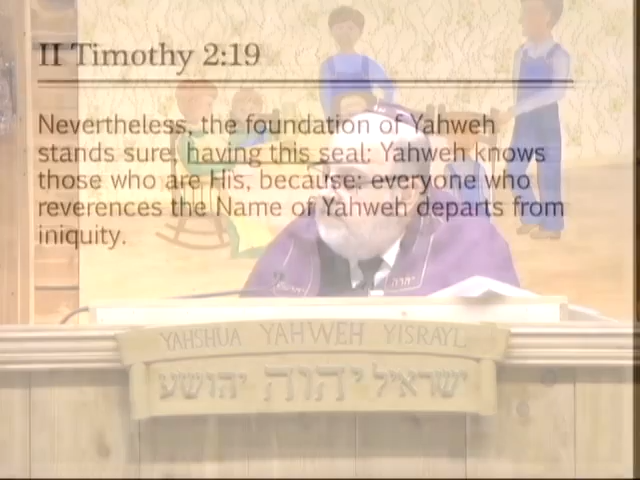 II Timothy 2:19
Nevertheless, the foundation of Yahweh
stands sure, having this seal: Yahweh knows
those who are His, because: everyone who
reverences the Name of Yahweh departs from
iniquity.
יהוה
YAHSHUA YAHWEH YISRAYL
ישראל יהוה יהושע